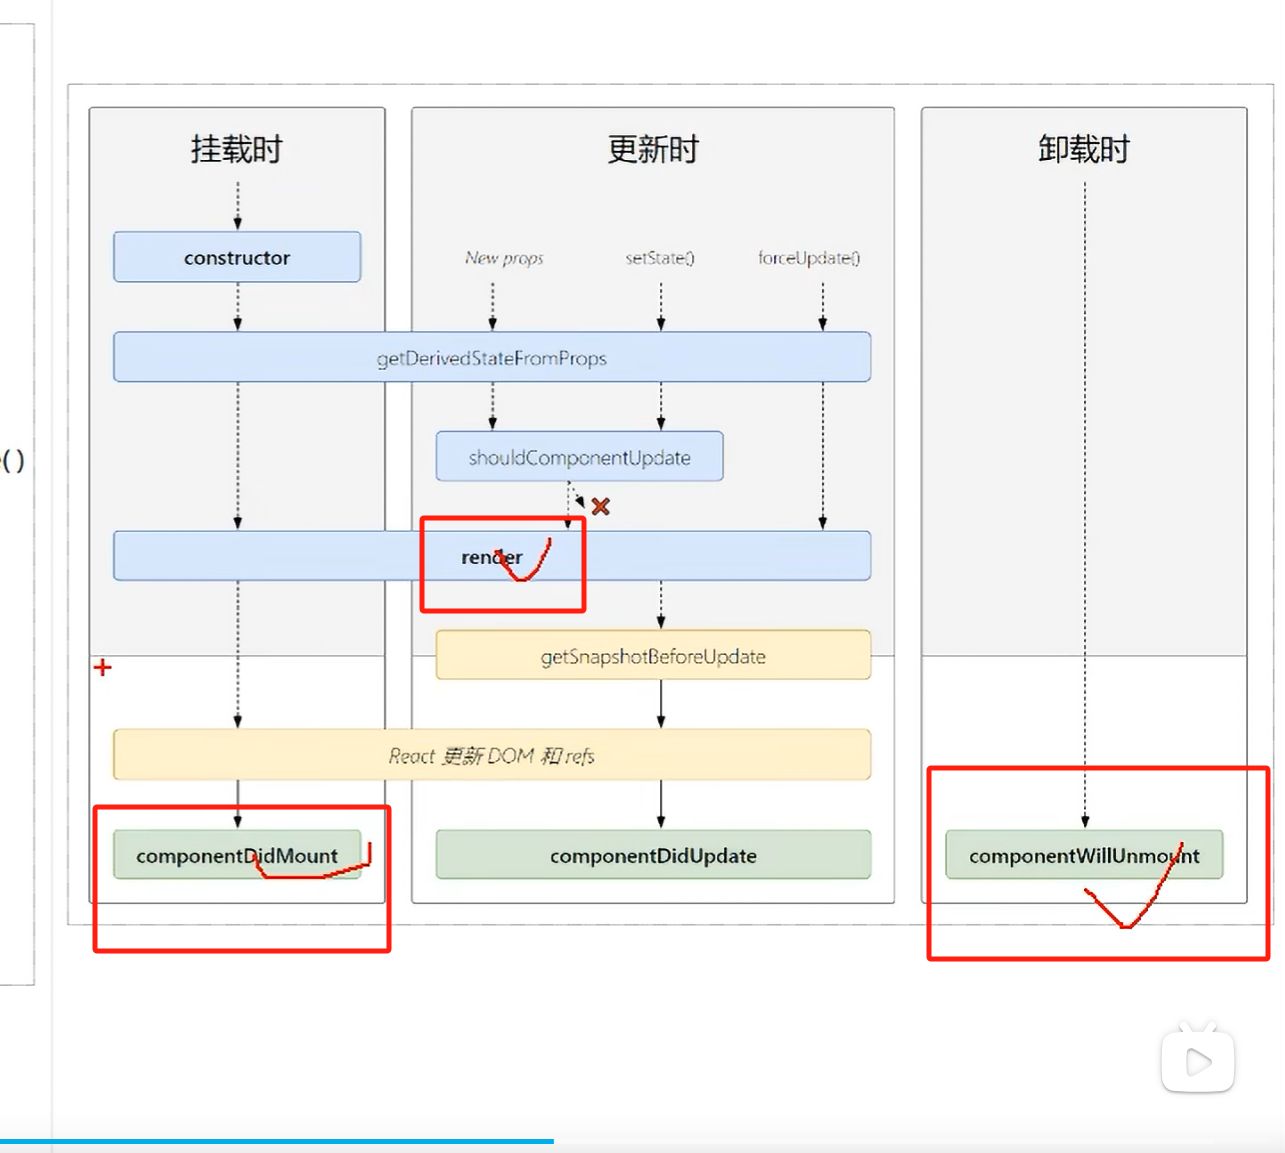 挂载时
更新时
卸载时
constructor
New props
setState()
forceUpdate()
getDerivedStateFromProps
()
shouldComponentUpdate
render
getSnapshotBeforeUpdate
React 更新 DOM 和 refs
componentDidMount
componentDidUpdate
componentWillUnmount